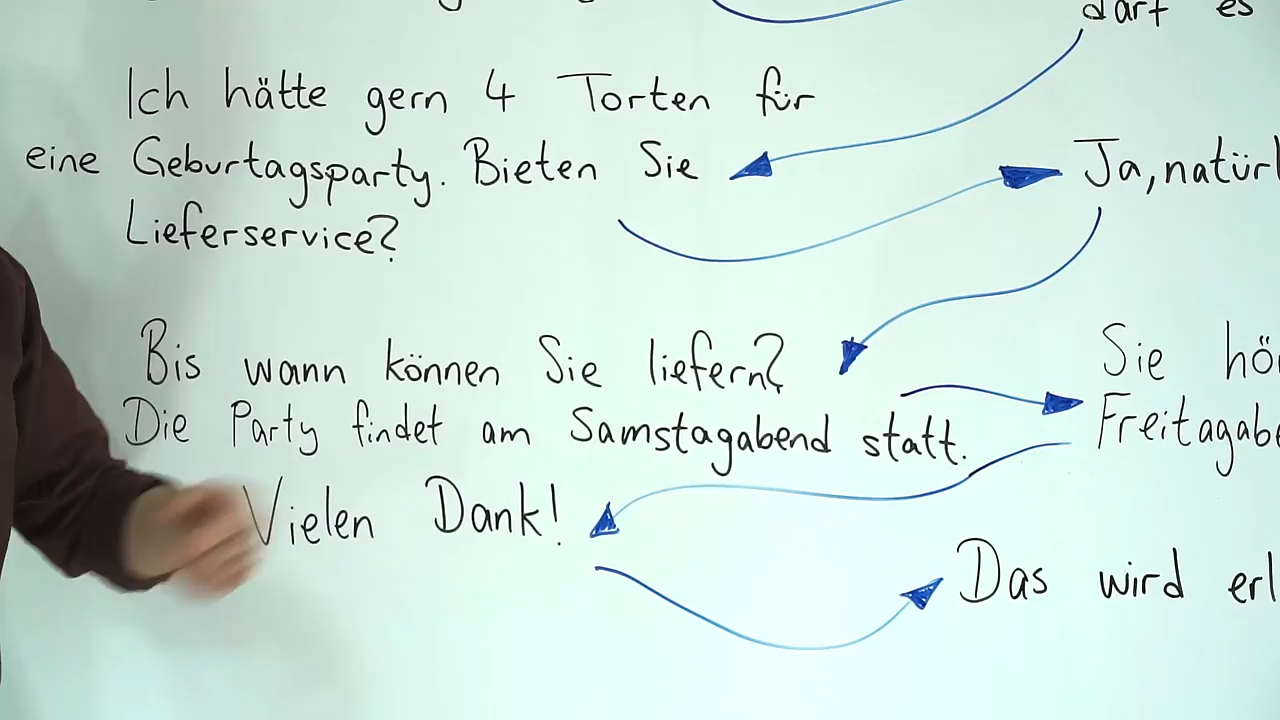 darf es
Ich hätte gern 4 Torten für
eine Geburtagsparty. Bieten Sie
Lieferservice?
Ja, natürl
Bis wann können Sie liefern?
Die Party findet am Samstagabend statt.
Sie hö
Freitagab
Vielen Dank!
Das wird erl